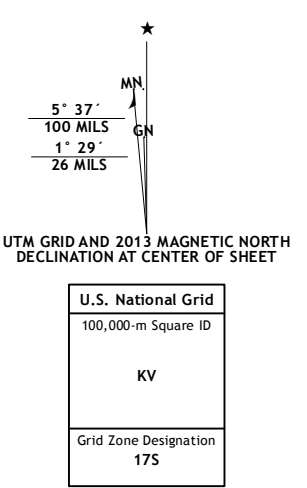 ★
MN
5° 37´
100 MILS
GN
1° 29´
26 MILS
UTM GRID AND 2013 MAGNETIC NORTH
DECLINATION AT CENTER OF SHEET
U.S. National Grid
100,000-m Square ID
KV
Grid Zone Designation
17S